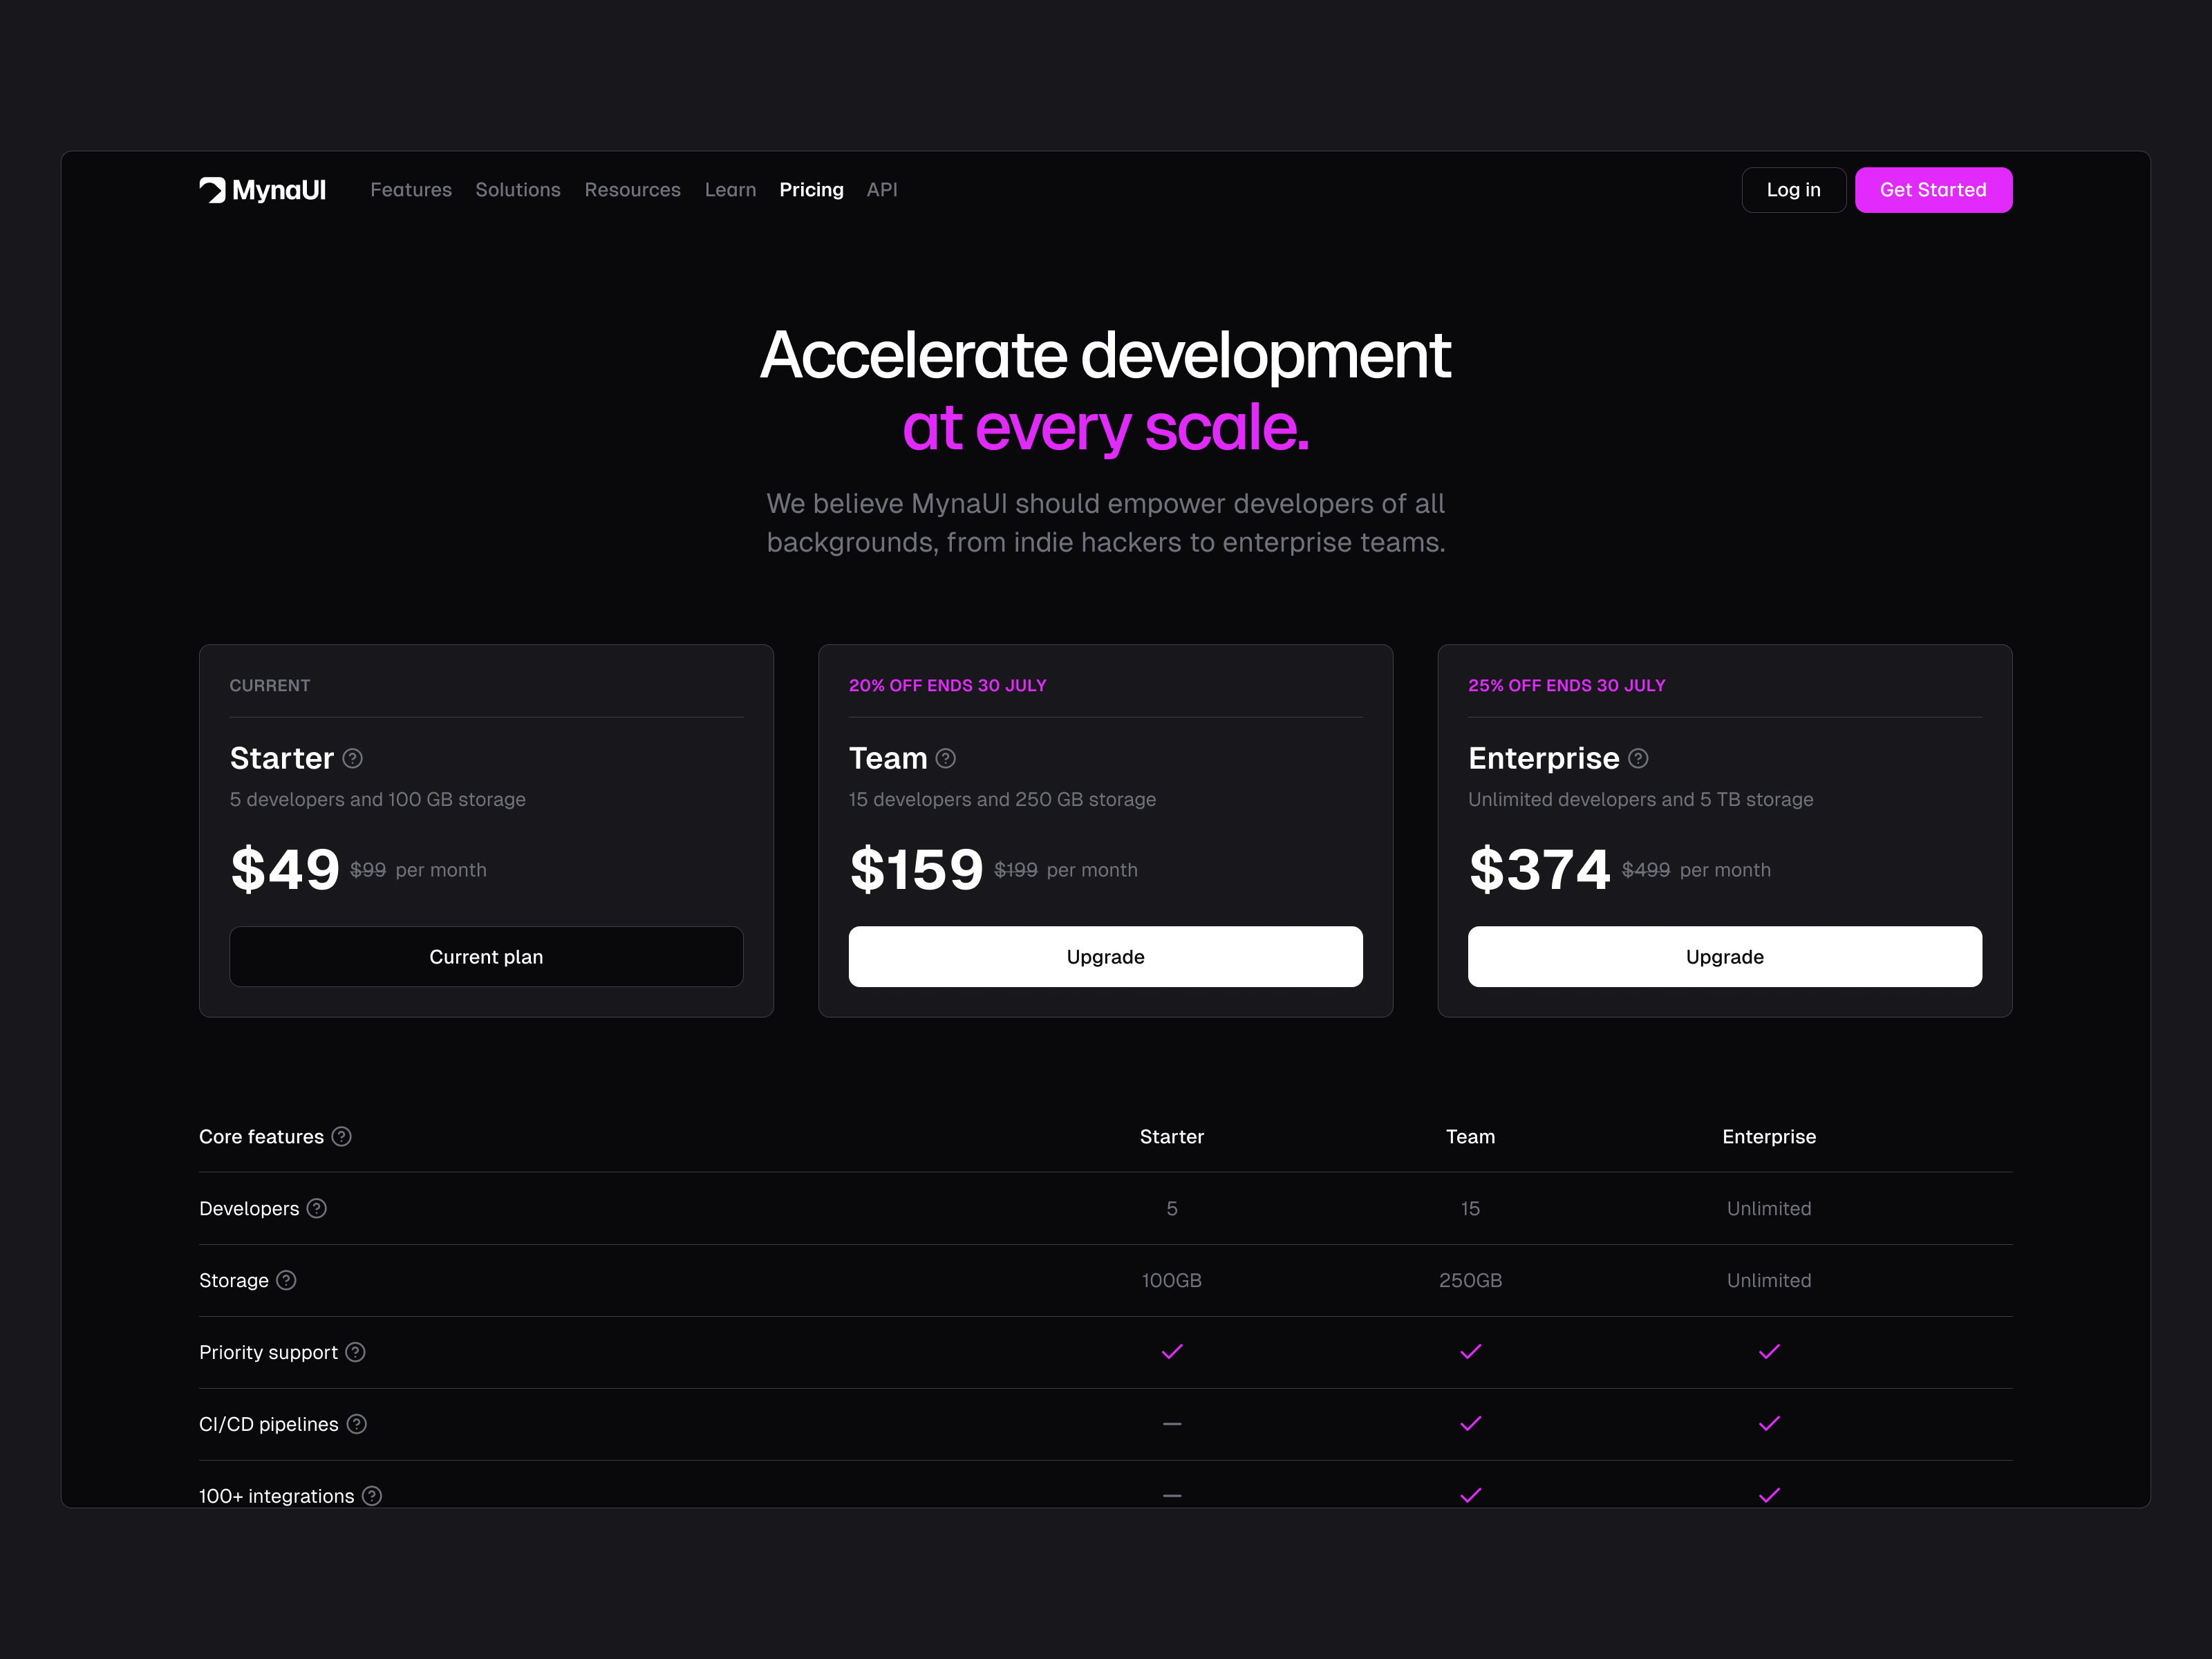 MynaUI Features Solutions Resources Learn Pricing API Log in Get Started
Accelerate development
at every scale.
We believe MynaUI should empower developers of all
backgrounds, from indie hackers to enterprise teams.
CURRENT
Starter
5 developers and 100 GB storage
$49 $99 per month
Current plan
20% OFF ENDS 30 JULY
Team
15 developers and 250 GB storage
$159 $199 per month
Upgrade
25% OFF ENDS 30 JULY
Enterprise
Unlimited developers and 5 TB storage
$374 $499 per month
Upgrade
Core features Starter Team Enterprise
Developers 5 15 Unlimited
Storage 100GB 250GB Unlimited
Priority support
CI/CD pipelines
100+ integrations